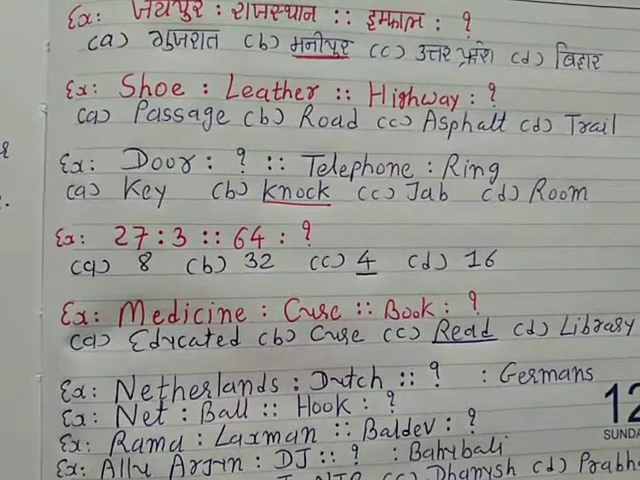 Ex: जयपुर : राजस्थान :: इम्फाल : ?
(a) गुजरात (b) मनीपुर (c) उत्तर प्रदेश (d) बिहार
Ex: Shoe : Leather :: Highway : ?
(a) Passage (b) Road (c) Asphalt (d) Trail
Ex: Door : ? :: Telephone : Ring
(a) Key (b) Knock (c) Jab (d) Room
Ex: 27 : 3 :: 64 : ?
(a) 8 (b) 32 (c) 4 (d) 16
Ex: Medicine : Curse :: Book : ?
(a) Educated (b) Curse (c) Read (d) Library
Ex: Netherlands : Dutch :: ? : Germans
Ex: Net : Ball :: Hook : ?
Ex: Rama : Laxman :: Baldev : ?
Ex: Allu Arjun : DJ :: ? : Bahubali
NTR (c) Dhanush (d) Prabh
12
SUNDA